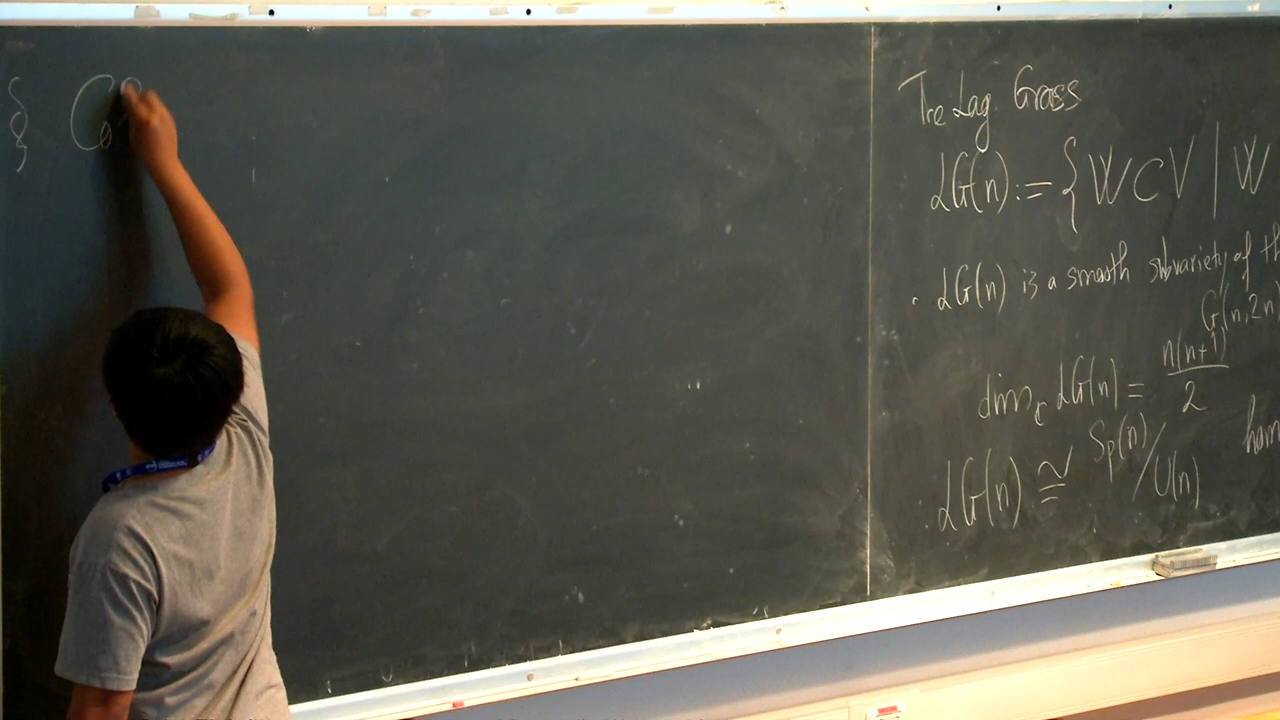 } Co
The Lag. Grass
LG(n) := { W ⊂ V | W
· LG(n) is a smooth subvariety of th
G(n,2n)
dim_C LG(n) = n(n+1)/2
LG(n) ≅ Sp(n)/U(n) hom